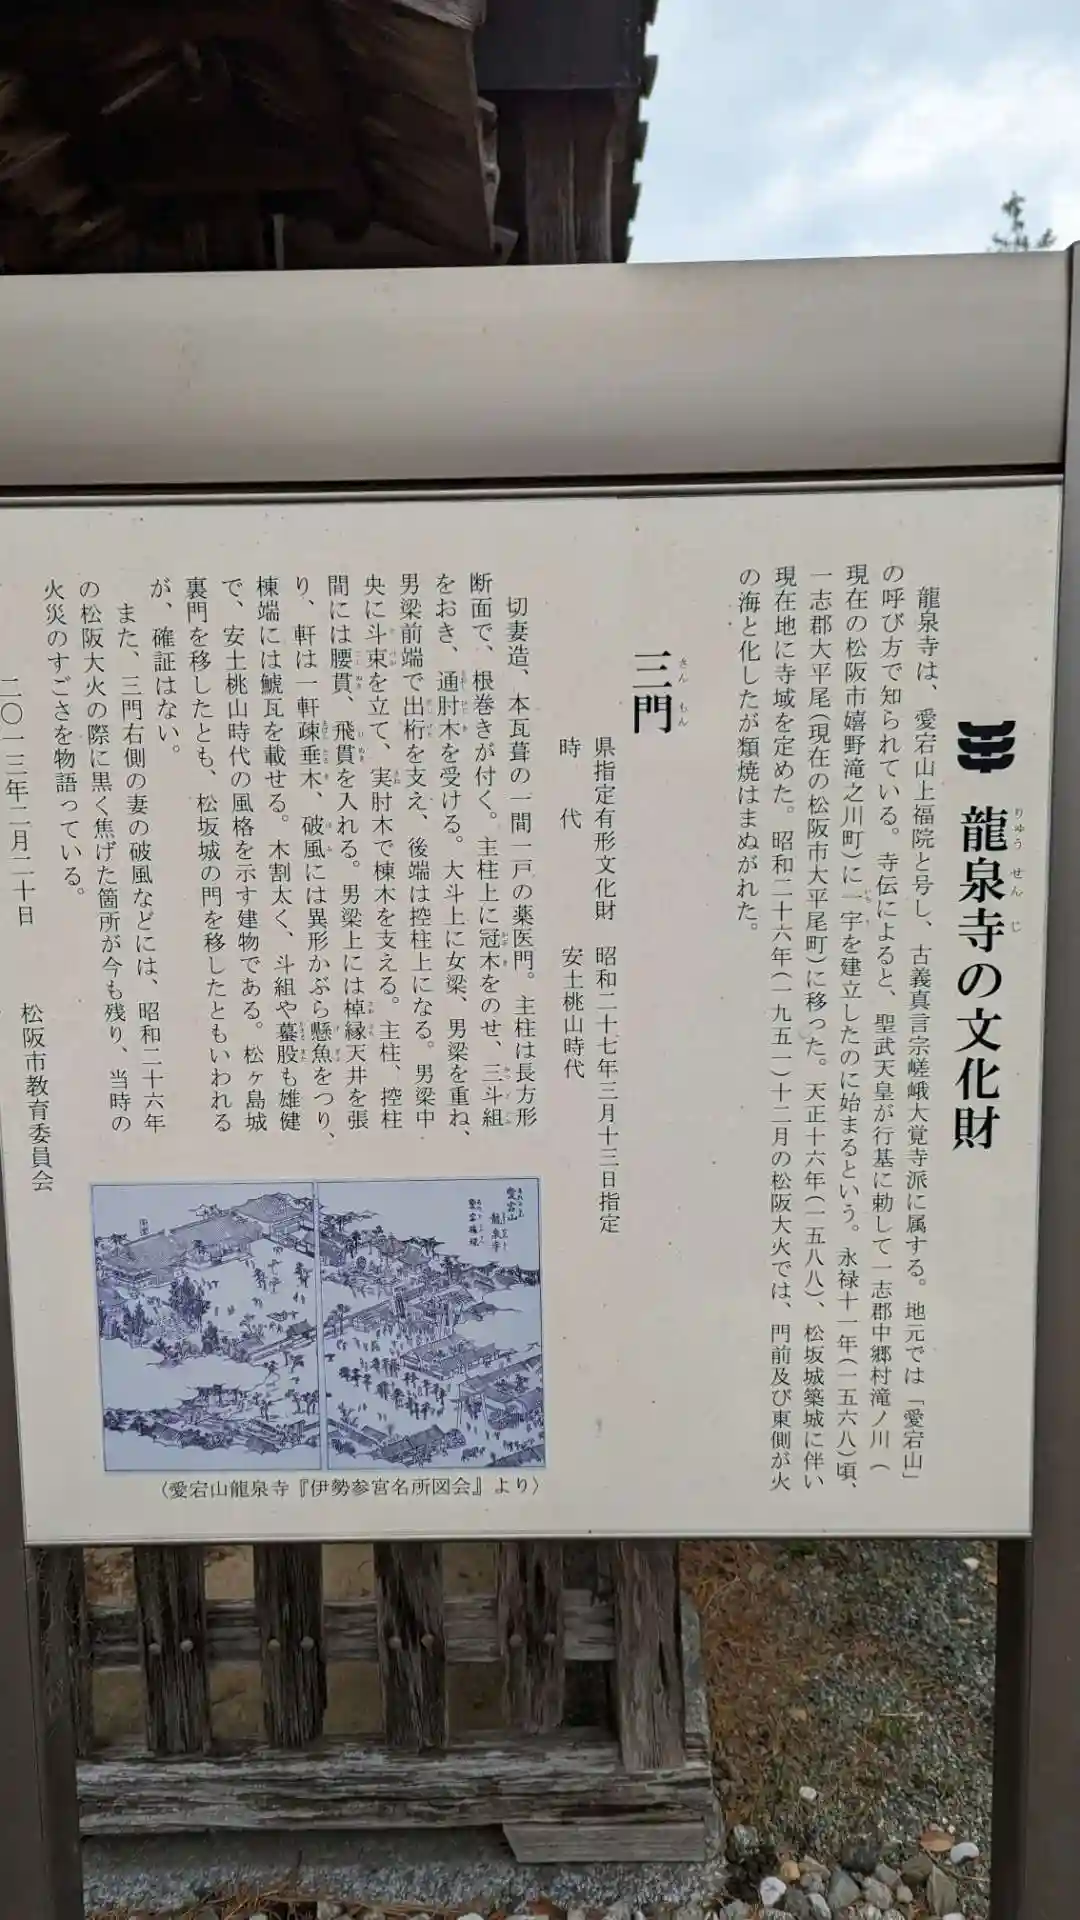 龍泉寺の文化財
りゅうせんじ
龍泉寺は、愛宕山上福院と号し、古義真言宗嵯峨大覚寺派に属する。地元では「愛宕山」
の呼び方で知られている。寺伝によると、聖武天皇が行基に勅して一志郡中郷村滝ノ川(
現在の松阪市嬉野滝之川町)に一宇を建立したのに始まるという。永禄十一年(一五六八)頃、
一志郡大平尾(現在の松阪市大平尾町)に移った。天正十六年(一五八八)、松坂城築城に伴い
現在地に寺域を定めた。昭和二十六年(一九五一)十二月の松阪大火では、門前及び東側が火
の海と化したが類焼はまぬがれた。
三門
さんもん
県指定有形文化財 昭和二十七年三月十三日指定
時代 安土桃山時代
切妻造、本瓦葺の一間一戸の薬医門。主柱は長方形
断面で、根巻きが付く。主柱上に冠木をのせ、三斗組
をおき、通肘木を受ける。大斗上に女梁、男梁を重ね、
男梁前端で出桁を支え、後端は控柱上になる。男梁中
央に斗束を立て、実肘木で棟木を支える。主柱、控柱
間には腰貫、飛貫を入れる。男梁上には棹縁天井を張
り、軒は一軒疎垂木、破風には異形かぶら懸魚をつり、
棟端には鯱瓦を載せる。木割太く、斗組や蟇股も雄健
で、安土桃山時代の風格を示す建物である。松ヶ島城
裏門を移したとも、松坂城の門を移したともいわれる
が、確証はない。
また、三門右側の妻の破風などには、昭和二十六年
の松阪大火の際に黒く焦げた箇所が今も残り、当時の
火災のすごさを物語っている。
二〇一三年二月二十日 松阪市教育委員会
愛宕山
龍泉寺
愛宕権現
(愛宕山龍泉寺『伊勢参宮名所図会』より)